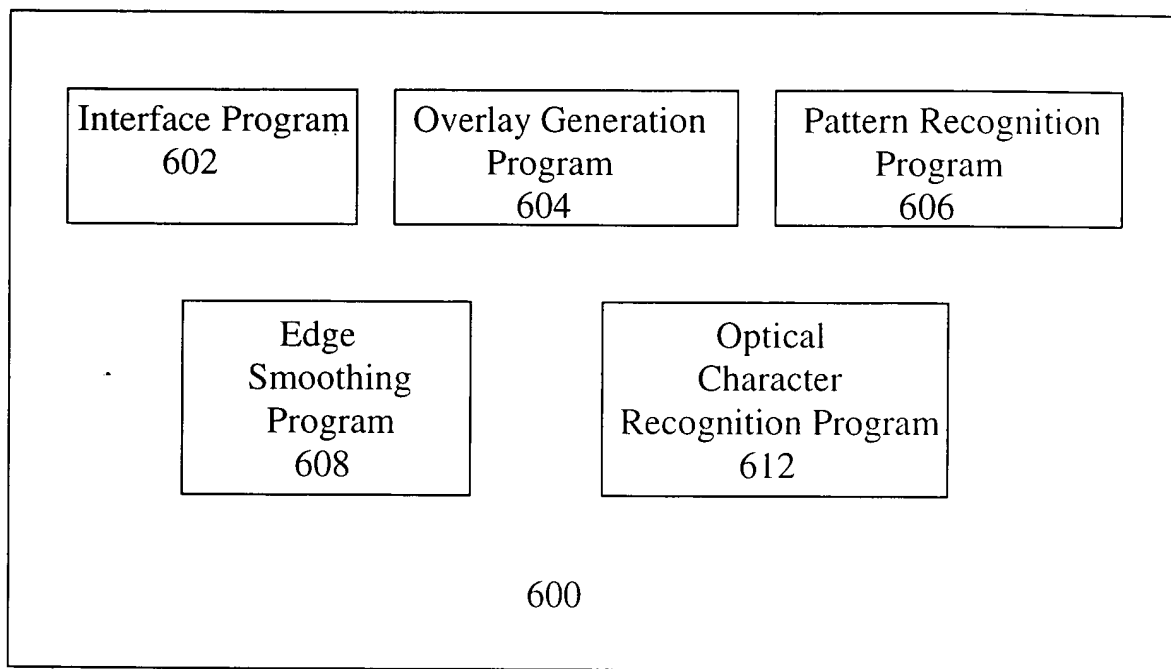 Interface Program
602
Overlay Generation
Program
604
Pattern Recognition
Program
606
Edge
Smoothing
Program
608
Optical
Character
Recognition Program
612
600